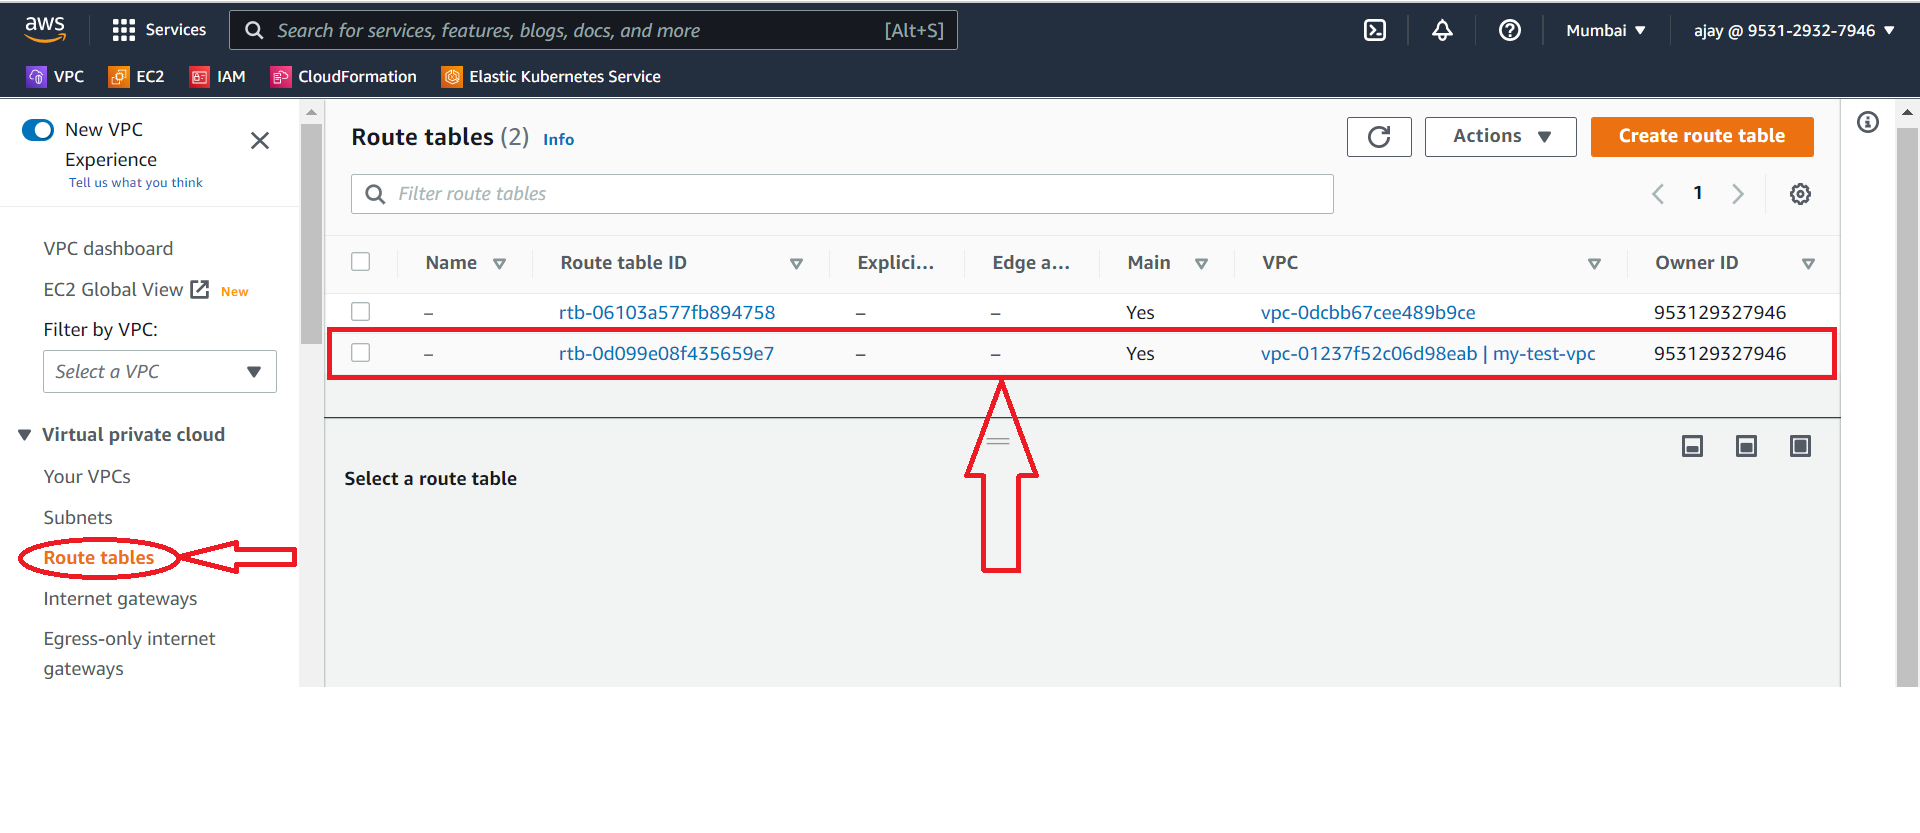 aws Services Search for services, features, blogs, docs, and more [Alt+S] Mumbai ajay @ 9531-2932-7946
VPC EC2 IAM CloudFormation Elastic Kubernetes Service
New VPC
Experience
Tell us what you think
VPC dashboard
EC2 Global View New
Filter by VPC:
Select a VPC
Virtual private cloud
Your VPCs
Subnets
Route tables
Internet gateways
Egress-only internet
gateways
Route tables (2) Info Actions Create route table
Filter route tables 1
Name Route table ID Explici... Edge a... Main VPC Owner ID
– rtb-06103a577fb894758 – – Yes vpc-0dcbb67cee489b9ce 953129327946
– rtb-0d099e08f435659e7 – – Yes vpc-01237f52c06d98eab | my-test-vpc 953129327946
Select a route table